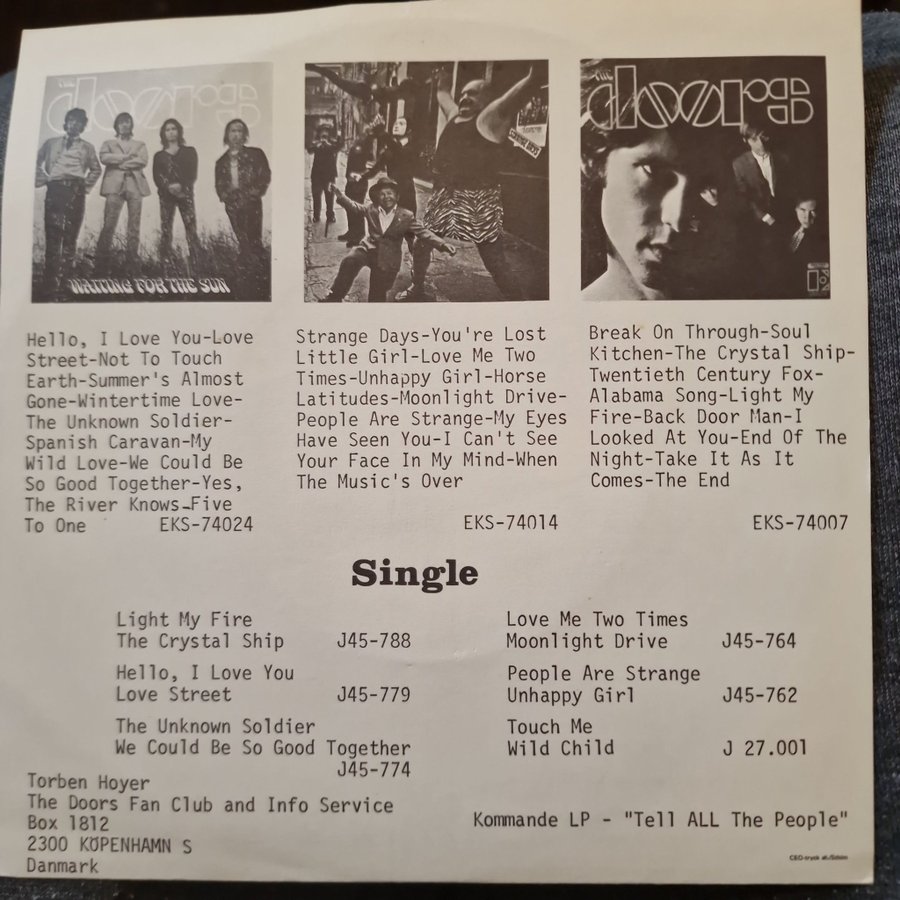 THE
doors
WAITING FOR THE SUN
THE
doors
Hello, I Love You-Love
Street-Not To Touch
Earth-Summer's Almost
Gone-Wintertime Love-
The Unknown Soldier-
Spanish Caravan-My
Wild Love-We Could Be
So Good Together-Yes,
The River Knows-Five
To One EKS-74024
Strange Days-You're Lost
Little Girl-Love Me Two
Times-Unhappy Girl-Horse
Latitudes-Moonlight Drive-
People Are Strange-My Eyes
Have Seen You-I Can't See
Your Face In My Mind-When
The Music's Over
EKS-74014
Break On Through-Soul
Kitchen-The Crystal Ship-
Twentieth Century Fox-
Alabama Song-Light My
Fire-Back Door Man-I
Looked At You-End Of The
Night-Take It As It
Comes-The End
EKS-74007
Single
Light My Fire
The Crystal Ship J45-788
Hello, I Love You
Love Street J45-779
The Unknown Soldier
We Could Be So Good Together
J45-774
Love Me Two Times
Moonlight Drive J45-764
People Are Strange
Unhappy Girl J45-762
Touch Me
Wild Child J 27.001
Torben Hoyer
The Doors Fan Club and Info Service
Box 1812
2300 KÖPENHAMN S
Danmark
Kommande LP - "Tell ALL The People"